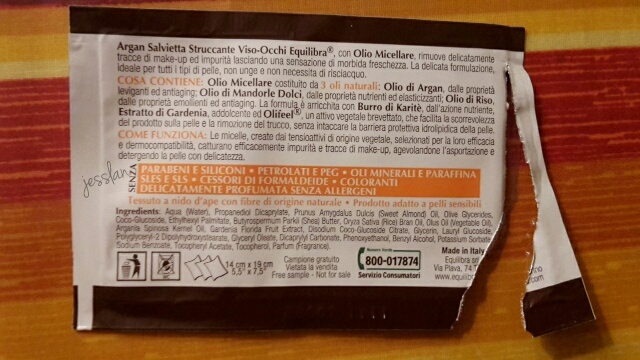 Argan Salvietta Struccante Viso-Occhi Equilibra®, con Olio Micellare, rimuove delicatamente
tracce di make-up ed impurità lasciando una sensazione di morbida freschezza. La delicata formulazione,
ideale per tutti i tipi di pelle, non unge e non necessita di risciacquo.
COSA CONTIENE: Olio Micellare costituito da 3 oli naturali: Olio di Argan, dalle proprietà
leviganti ed antiaging; Olio di Mandorle Dolci, dalle proprietà nutrienti ed elasticizzanti; Olio di Riso,
dalle proprietà emollienti ed antiaging. La formula è arricchita con Burro di Karitè, dall'azione nutriente,
Estratto di Gardenia, addolcente ed Olifeel®, un attivo vegetale brevettato, che facilita la scorrevolezza
del prodotto sulla pelle e la rimozione del trucco, senza intaccare la barriera protettiva idrolipidica della pelle.
COME FUNZIONA: Le micelle, create dai tensioattivi di origine vegetale, selezionati per la loro efficacia
e dermocompatibilità, catturano efficacemente impurità e tracce di make-up, agevolandone l'asportazione e
detergendo la pelle con delicatezza.
SENZA
PARABENI E SILICONI • PETROLATI E PEG • OLI MINERALI E PARAFFINA
SLES E SLS • CESSORI DI FORMALDEIDE • COLORANTI
DELICATAMENTE PROFUMATA SENZA ALLERGENI
jessland
Tessuto a nido d'ape con fibre di origine naturale • Prodotto adatto a pelli sensibili
Ingredients: Aqua (Water), Propanediol Dicaprylate, Prunus Amygdalus Dulcis (Sweet Almond) Oil, Olive Glycerides,
Coco-Glucoside, Ethylhexyl Palmitate, Butyrospermum Parkii (Shea) Butter, Oryza Sativa (Rice) Bran Oil, Olus Oil (Vegetable Oil),
Argania Spinosa Kernel Oil, Gardenia Florida Fruit Extract, Disodium Coco-Glucoside Citrate, Glycerin, Lauryl Glucoside,
Polyglyceryl-2 Dipolyhydroxystearate, Glyceryl Oleate, Dicaprylyl Carbonate, Phenoxyethanol, Benzyl Alcohol, Potassium Sorbate,
Sodium Benzoate, Tocopheryl Acetate, Tocopherol, Parfum (Fragrance).
14 cm x 19 cm
5,5" x 7,5"
Campione gratuito
Vietata la vendita
Free sample - Not for sale
Numero Verde
800-017874
Servizio Consumatori
Made in Italy
Equilibra srl
Via Plava, 74
www.equilib
ino
.com